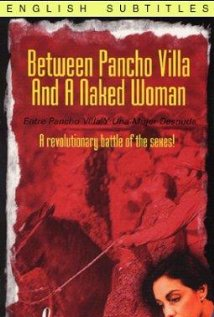 ENGLISH SUBTITLES
Between Pancho Villa
And A Naked Woman
Entre Pancho Villa Y Una Mujer Desnuda
A revolutionary battle of the sexes!